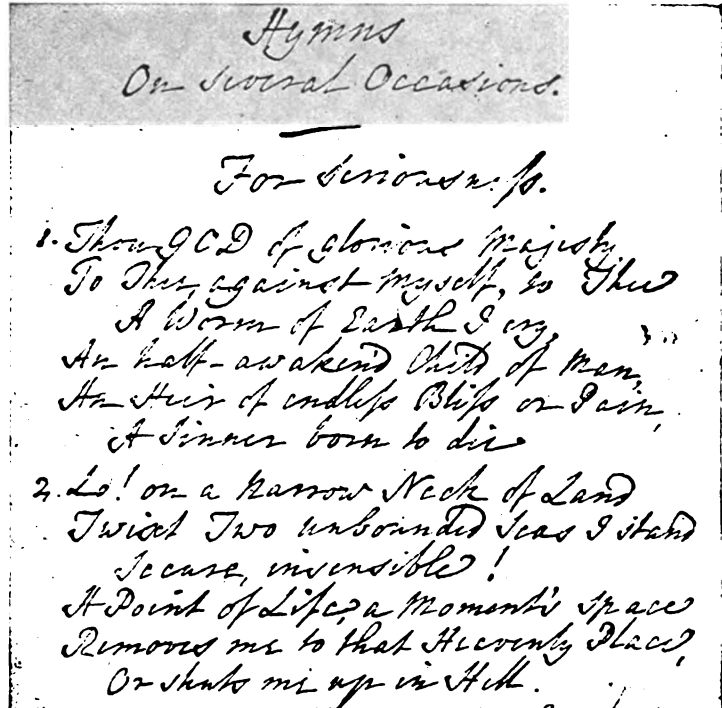 Hymns
On several Occasions.
For seriousness.
1. Thou GOD of glorious Majesty,
To Thee, against Myself, to Thee
A Worm of Earth I cry,
An half-awaken'd Child of Man,
An Heir of endless Bliss or Pain,
A Sinner born to die
2. Lo! on a Narrow Neck of Land
Twixt Two unbounded Seas I stand
Secure, insensible!
A Point of Life, a Moment's space
Removes me to that Heavenly Place,
Or shuts me up in Hell.